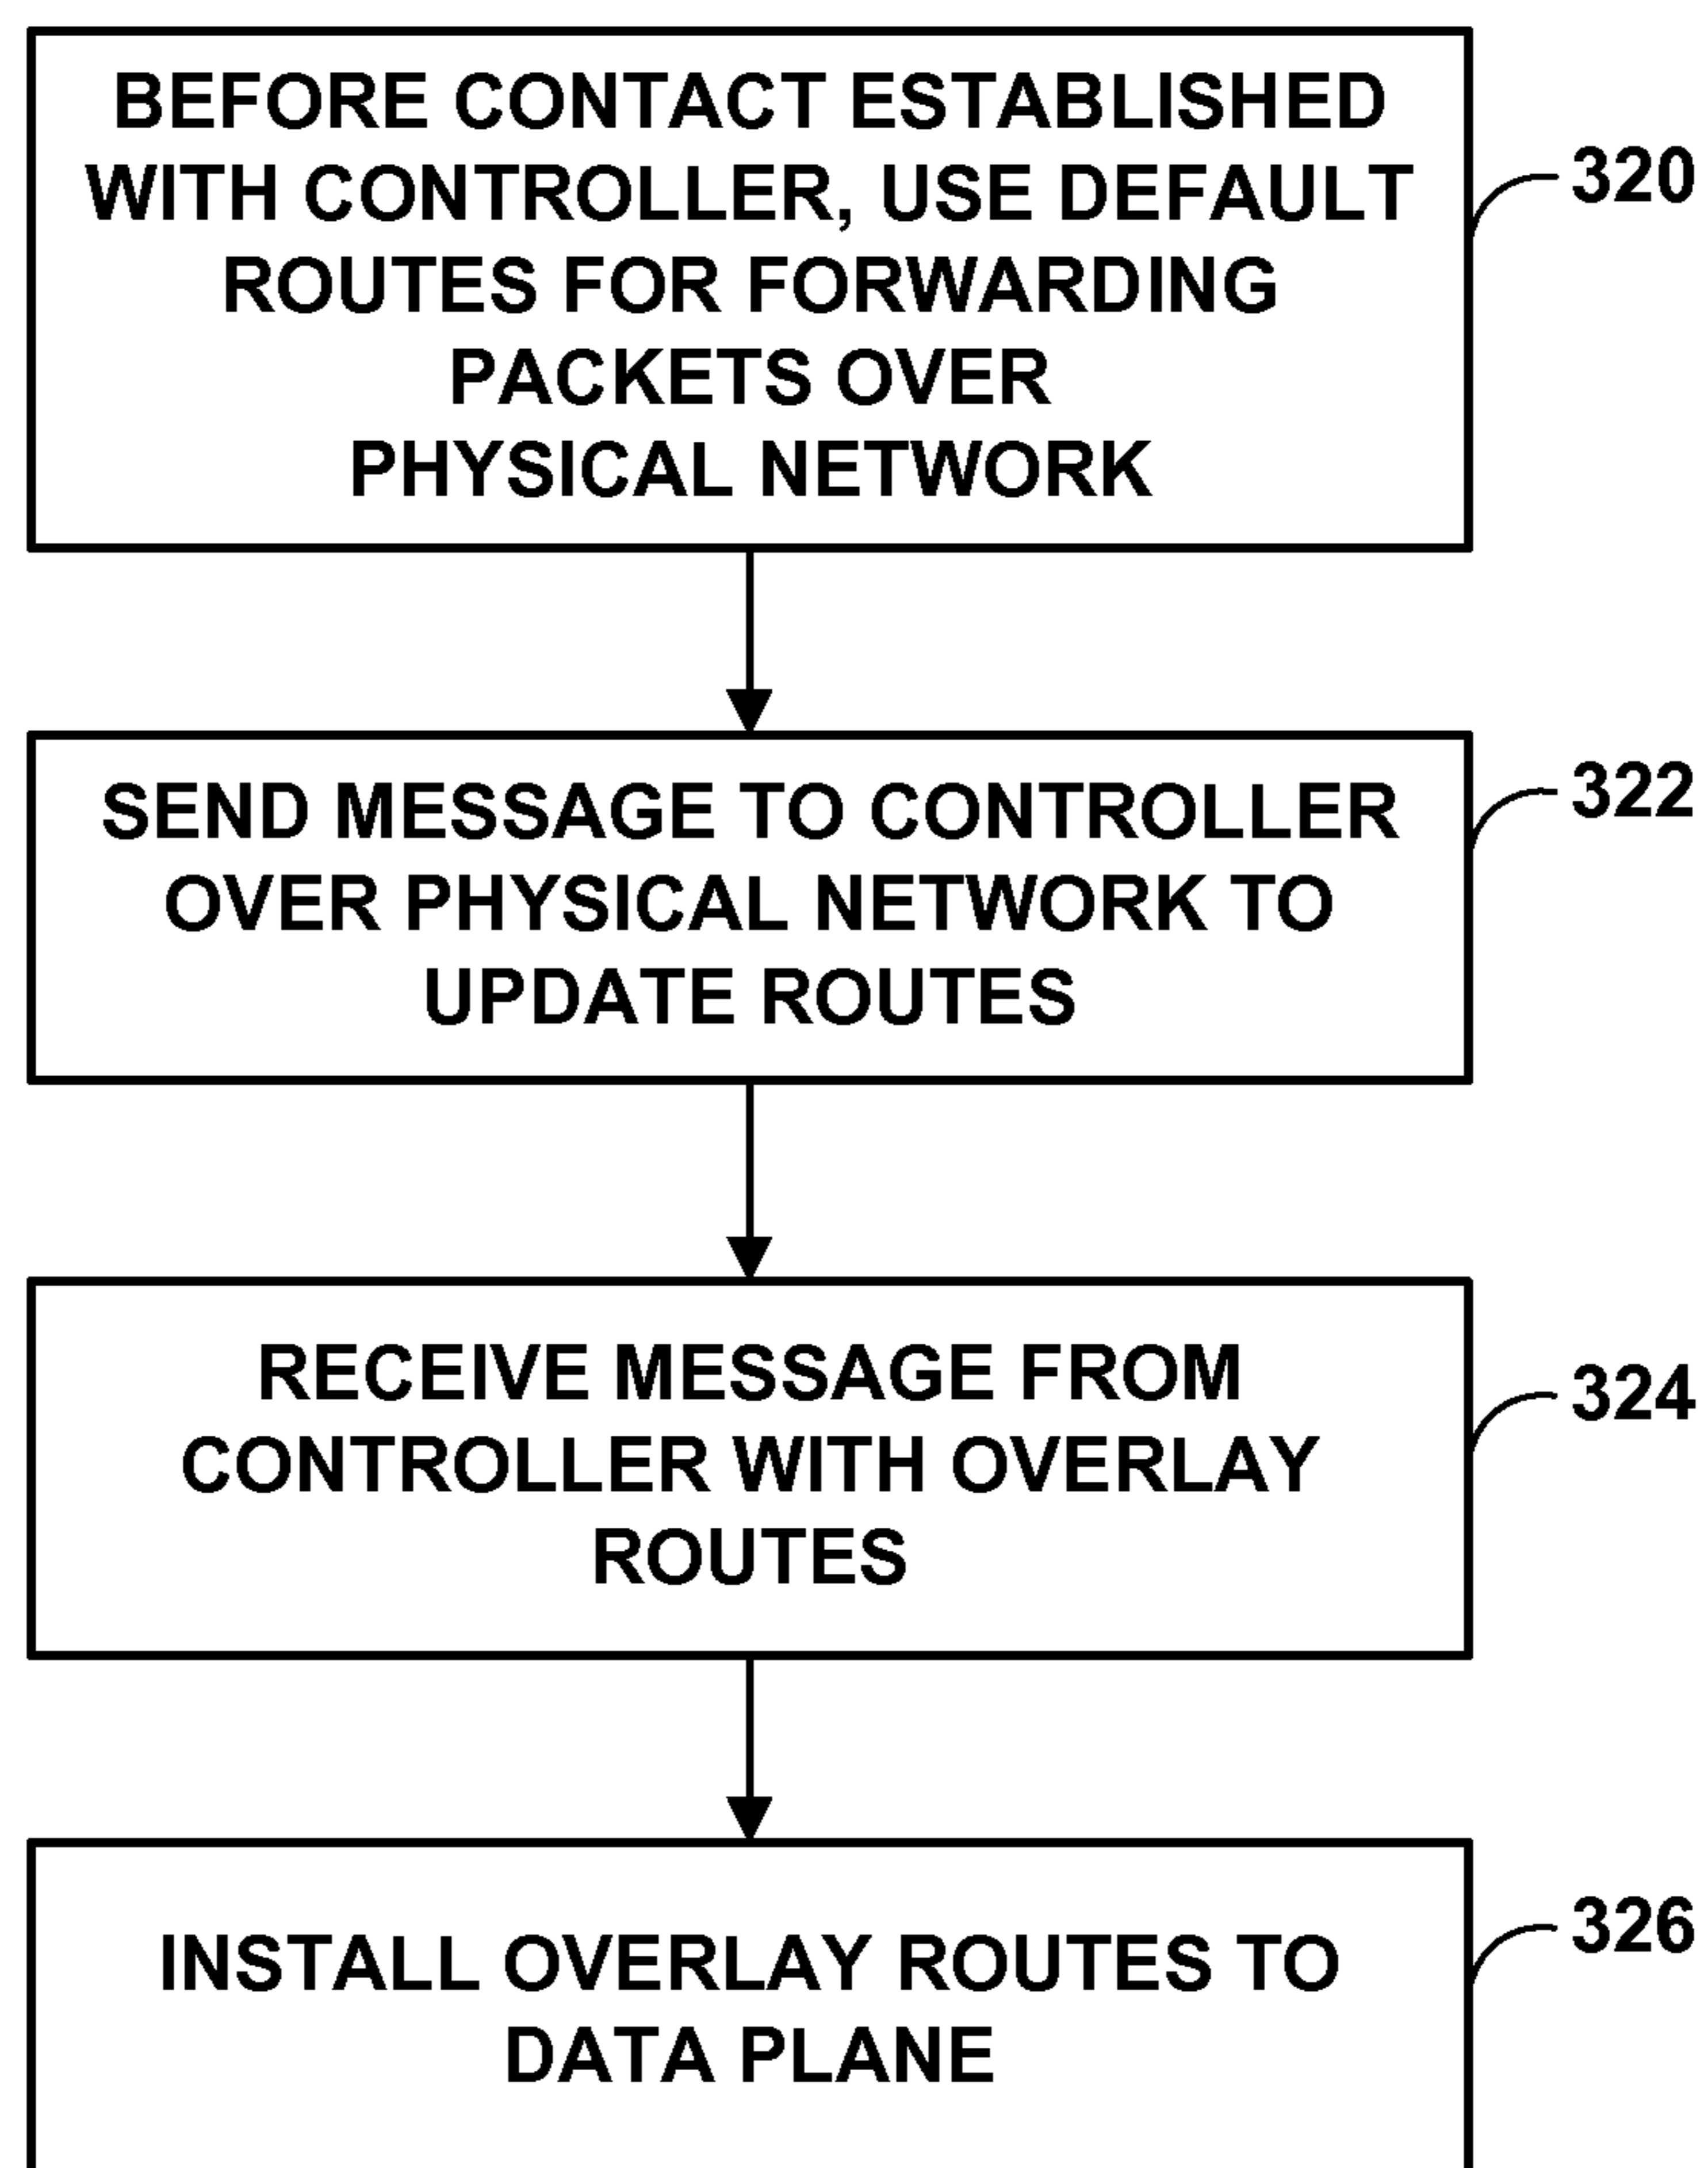 BEFORE CONTACT ESTABLISHED
WITH CONTROLLER, USE DEFAULT
ROUTES FOR FORWARDING
PACKETS OVER
PHYSICAL NETWORK
320
SEND MESSAGE TO CONTROLLER
OVER PHYSICAL NETWORK TO
UPDATE ROUTES
322
RECEIVE MESSAGE FROM
CONTROLLER WITH OVERLAY
ROUTES
324
INSTALL OVERLAY ROUTES TO
DATA PLANE
326